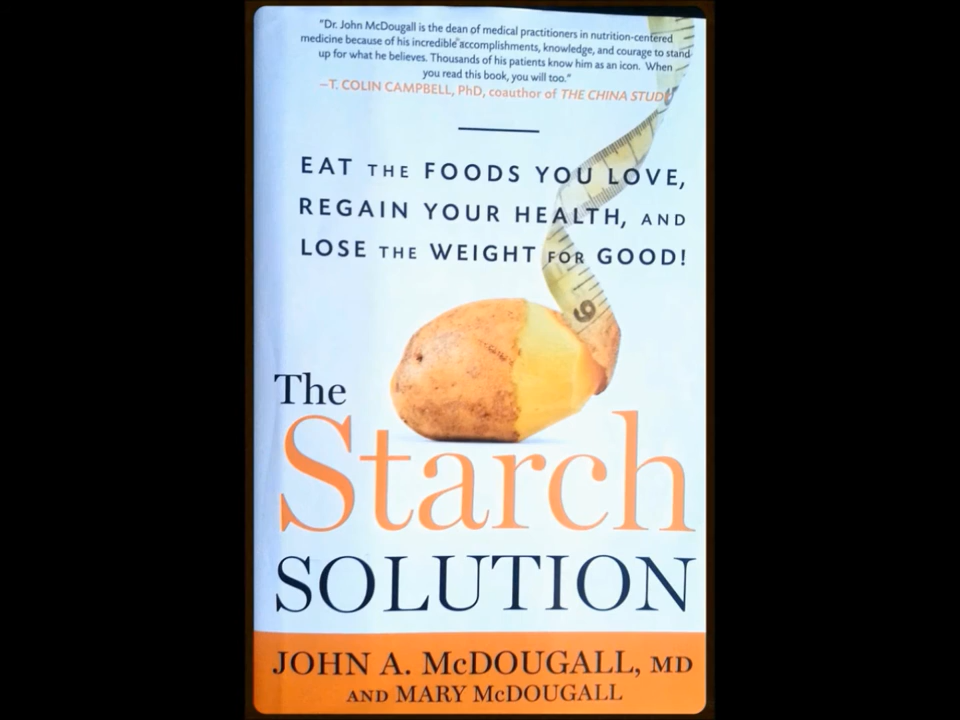 "Dr. John McDougall is the dean of medical practitioners in nutrition-centered
medicine because of his incredible accomplishments, knowledge, and courage to stand
up for what he believes. Thousands of his patients know him as an icon. When
you read this book, you will too."
—T. COLIN CAMPBELL, PhD, coauthor of THE CHINA STUDY
EAT THE FOODS YOU LOVE,
REGAIN YOUR HEALTH, AND
LOSE THE WEIGHT FOR GOOD!
9
The
Starch
SOLUTION
JOHN A. McDOUGALL, MD
AND MARY McDOUGALL